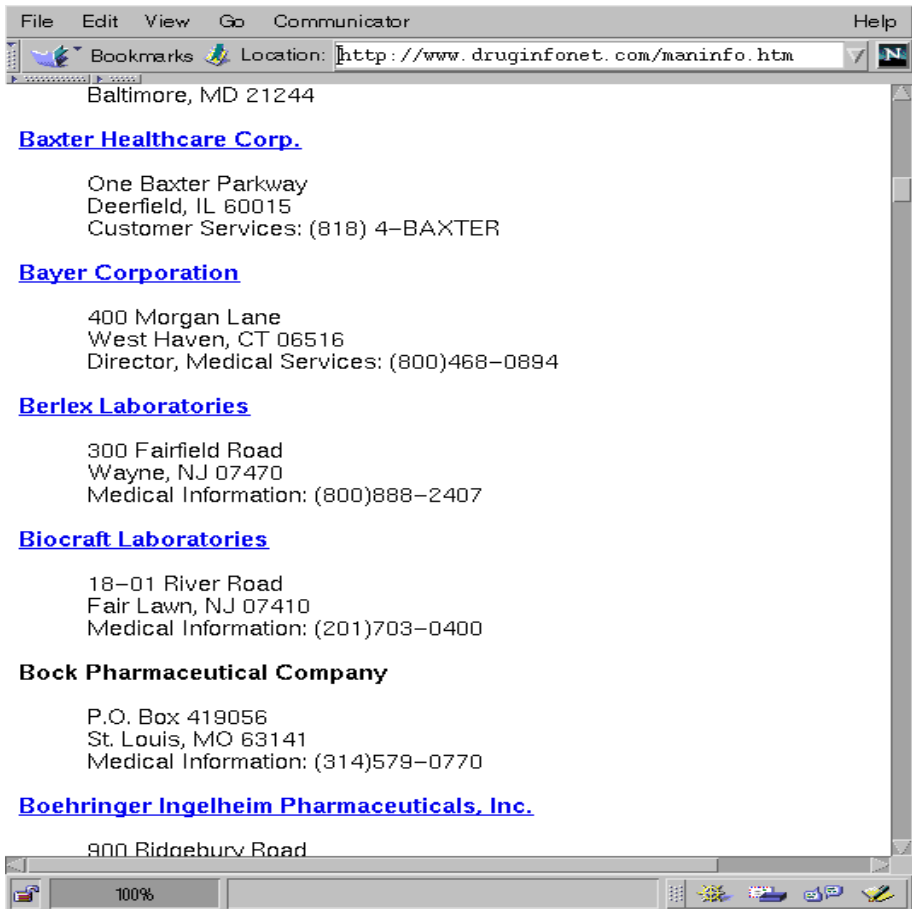 File Edit View Go Communicator Help
Bookmarks Location: http://www.druginfonet.com/maninfo.htm N
Baltimore, MD 21244
Baxter Healthcare Corp.
One Baxter Parkway
Deerfield, IL 60015
Customer Services: (818) 4-BAXTER
Bayer Corporation
400 Morgan Lane
West Haven, CT 06516
Director, Medical Services: (800)468-0894
Berlex Laboratories
300 Fairfield Road
Wayne, NJ 07470
Medical Information: (800)888-2407
Biocraft Laboratories
18-01 River Road
Fair Lawn, NJ 07410
Medical Information: (201)703-0400
Bock Pharmaceutical Company
P.O. Box 419056
St. Louis, MO 63141
Medical Information: (314)579-0770
Boehringer Ingelheim Pharmaceuticals, Inc.
900 Ridgebury Road
100%